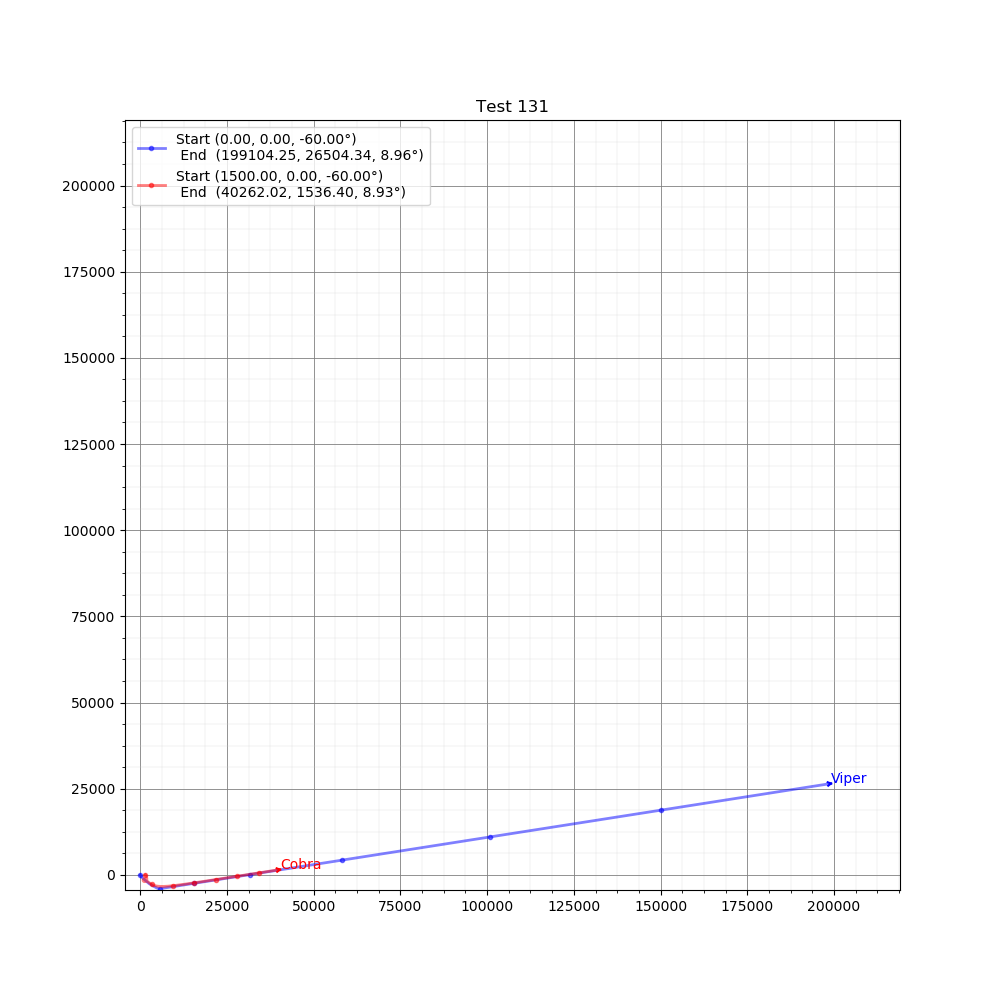 Test 131
Start (0.00, 0.00, -60.00°)
End (199104.25, 26504.34, 8.96°)
Start (1500.00, 0.00, -60.00°)
End (40262.02, 1536.40, 8.93°)
200000
175000
150000
125000
100000
75000
50000
25000
0
Viper
Cobra
0 25000 50000 75000 100000 125000 150000 175000 200000